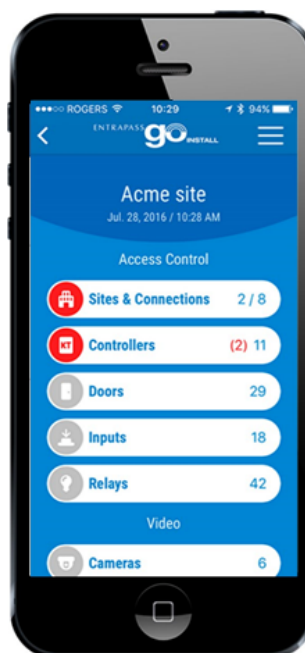 ROGERS 10:29 94%
ENTRAPASS go INSTALL
Acme site
Jul. 28, 2016 / 10:28 AM
Access Control
Sites & Connections 2 / 8
KT Controllers (2) 11
Doors 29
Inputs 18
Relays 42
Video
Cameras 6